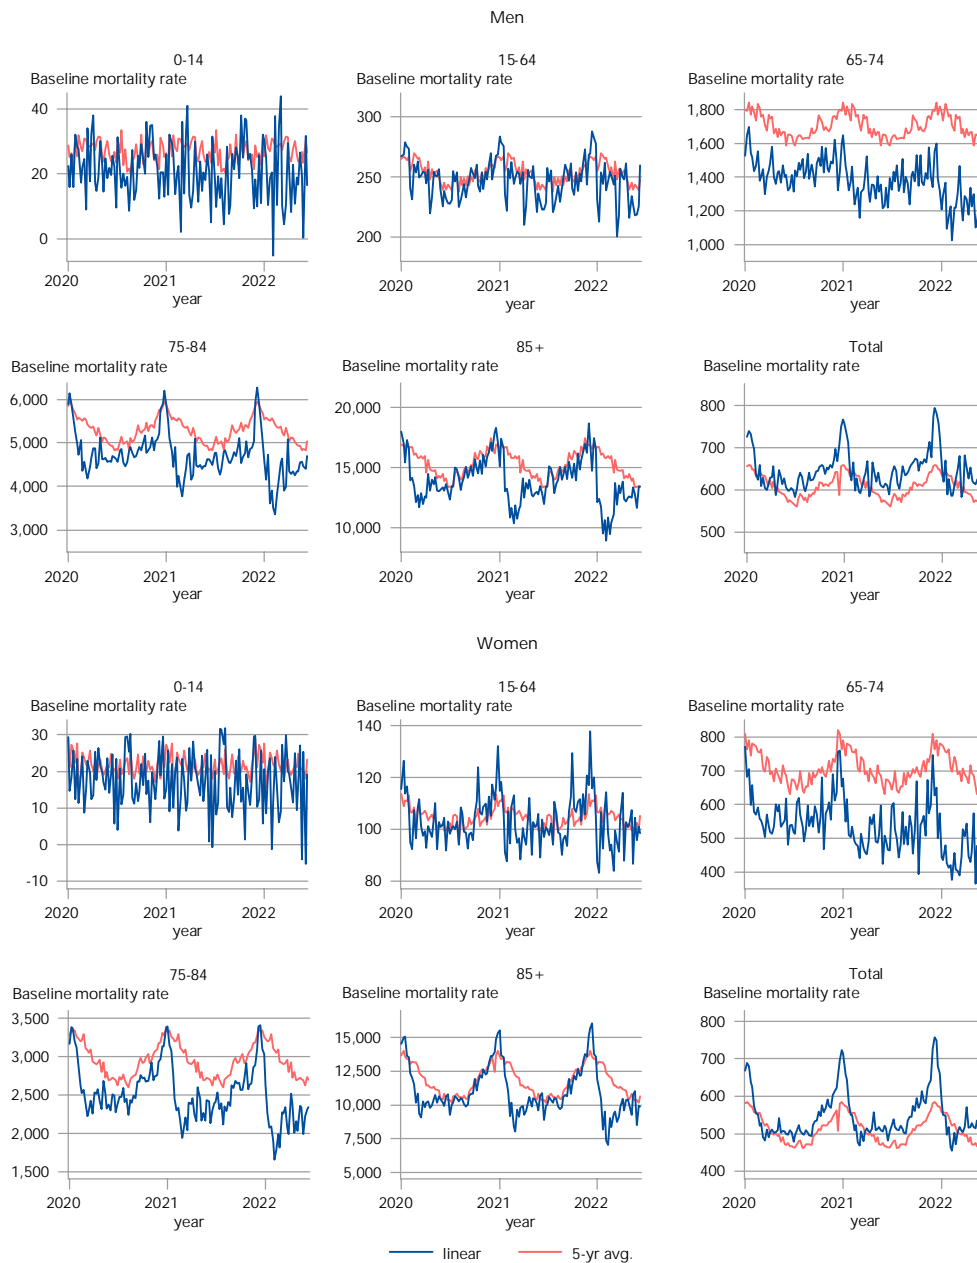 Men
0-14 15-64 65-74
Baseline mortality rate Baseline mortality rate Baseline mortality rate
40 300 1,800
20 250 1,600
0 200 1,400
1,200
1,000
2020 2021 2022 2020 2021 2022 2020 2021 2022
year year year
75-84 85+ Total
Baseline mortality rate Baseline mortality rate Baseline mortality rate
6,000 20,000 800
5,000 15,000 700
4,000 10,000 600
3,000 500
2020 2021 2022 2020 2021 2022 2020 2021 2022
year year year
Women
0-14 15-64 65-74
Baseline mortality rate Baseline mortality rate Baseline mortality rate
30 140 800
20 120 700
10 100 600
0 80 500
-10 400
2020 2021 2022 2020 2021 2022 2020 2021 2022
year year year
75-84 85+ Total
Baseline mortality rate Baseline mortality rate Baseline mortality rate
3,500 15,000 800
3,000 12,500 700
2,500 10,000 600
2,000 7,500 500
1,500 5,000 400
2020 2021 2022 2020 2021 2022 2020 2021 2022
year year year
linear 5-yr avg.